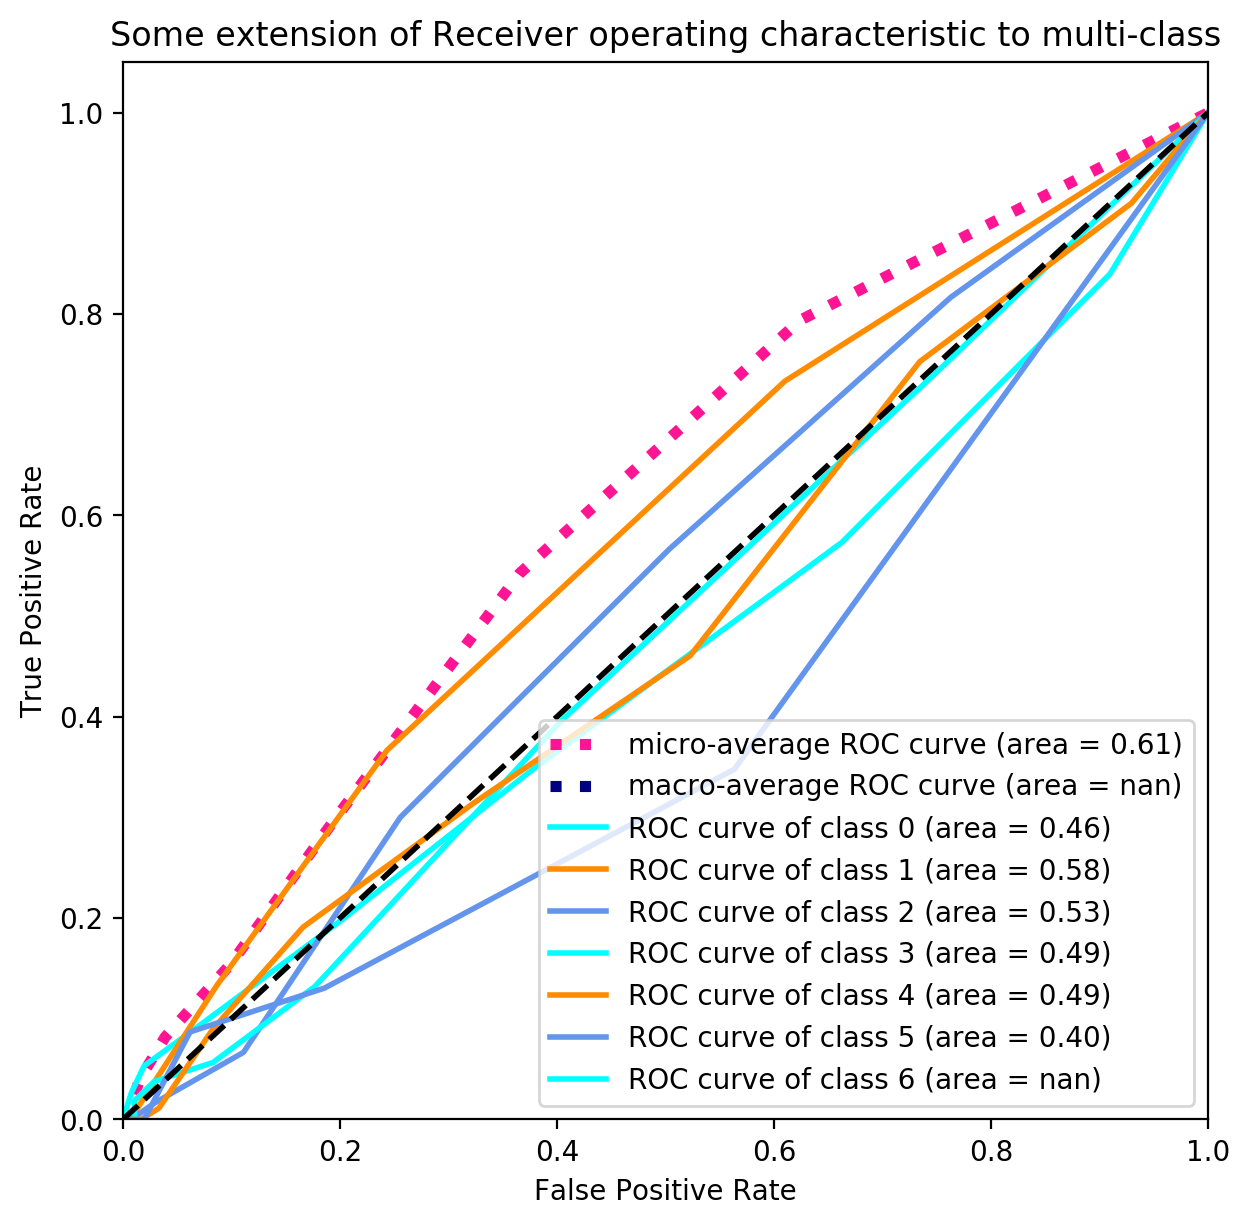 Some extension of Receiver operating characteristic to multi-class
1.0
0.8
0.6
0.4
0.2
0.0
True Positive Rate
micro-average ROC curve (area = 0.61)
macro-average ROC curve (area = nan)
ROC curve of class 0 (area = 0.46)
ROC curve of class 1 (area = 0.58)
ROC curve of class 2 (area = 0.53)
ROC curve of class 3 (area = 0.49)
ROC curve of class 4 (area = 0.49)
ROC curve of class 5 (area = 0.40)
ROC curve of class 6 (area = nan)
0.0 0.2 0.4 0.6 0.8 1.0
False Positive Rate